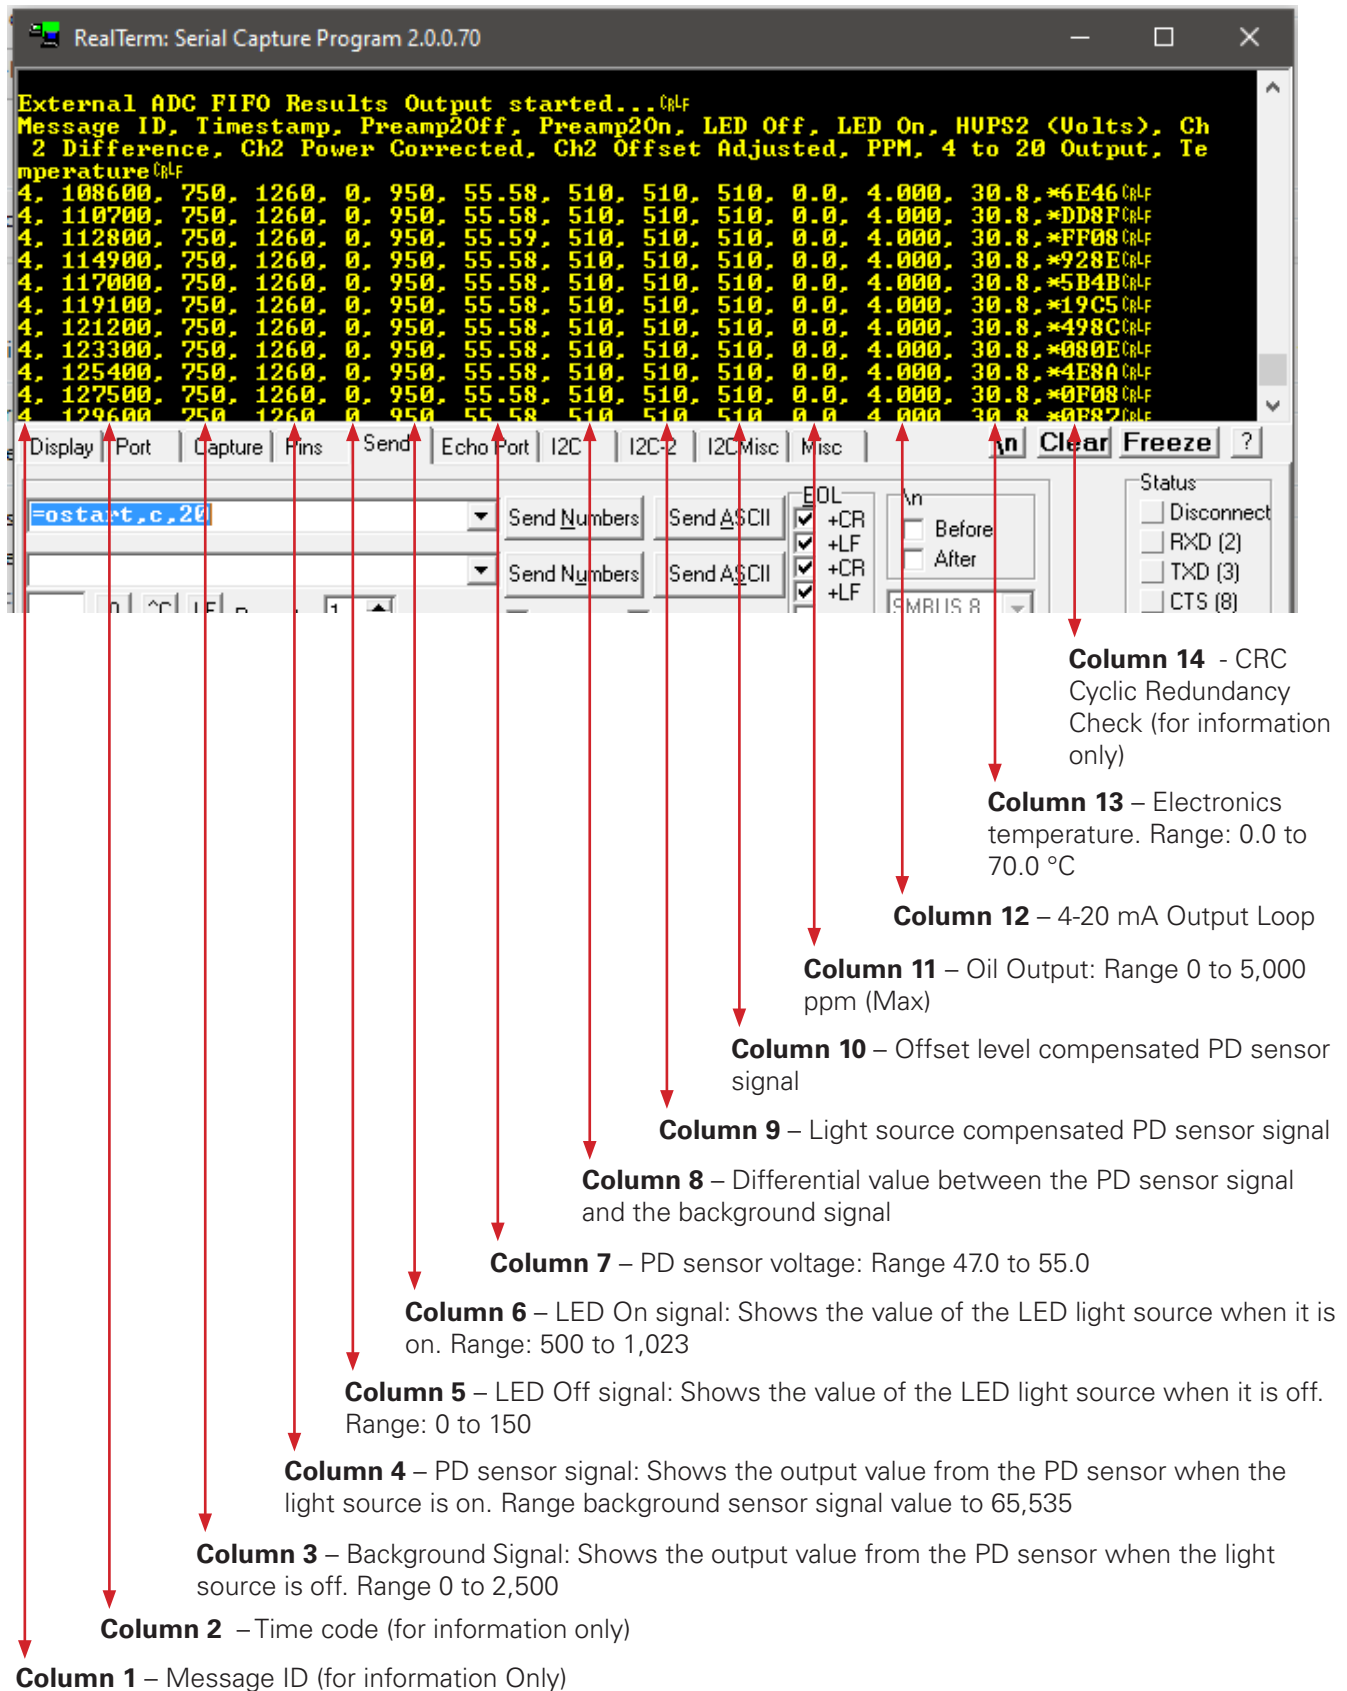 RealTerm: Serial Capture Program 2.0.0.70
External ADC FIFO Results Output started...CRLF
Message ID, Timestamp, Preamp2Off, Preamp2On, LED Off, LED On, HVPS2 (Volts), Ch
2 Difference, Ch2 Power Corrected, Ch2 Offset Adjusted, PPM, 4 to 20 Output, Te
mperatureCRLF
4, 108600, 750, 1260, 0, 950, 55.58, 510, 510, 510, 0.0, 4.000, 30.8,*6E46CRLF
4, 110700, 750, 1260, 0, 950, 55.58, 510, 510, 510, 0.0, 4.000, 30.8,*DD8FCRLF
4, 112800, 750, 1260, 0, 950, 55.59, 510, 510, 510, 0.0, 4.000, 30.8,*FF08CRLF
4, 114900, 750, 1260, 0, 950, 55.58, 510, 510, 510, 0.0, 4.000, 30.8,*928ECRLF
4, 117000, 750, 1260, 0, 950, 55.58, 510, 510, 510, 0.0, 4.000, 30.8,*5B4BCRLF
4, 119100, 750, 1260, 0, 950, 55.58, 510, 510, 510, 0.0, 4.000, 30.8,*19C5CRLF
4, 121200, 750, 1260, 0, 950, 55.58, 510, 510, 510, 0.0, 4.000, 30.8,*498CCRLF
4, 123300, 750, 1260, 0, 950, 55.58, 510, 510, 510, 0.0, 4.000, 30.8,*080ECRLF
4, 125400, 750, 1260, 0, 950, 55.58, 510, 510, 510, 0.0, 4.000, 30.8,*4E8ACRLF
4, 127500, 750, 1260, 0, 950, 55.58, 510, 510, 510, 0.0, 4.000, 30.8,*0F08CRLF
4, 129600, 750, 1260, 0, 950, 55.58, 510, 510, 510, 0.0, 4.000, 30.8,*0F87CRLF
Display Port Capture Pins Send Echo Port I2C I2C-2 I2CMisc Misc \n Clear Freeze ?
=ostart,c,20
Send Numbers Send ASCII
EOL
+CR
+LF
Send Numbers Send ASCII
+CR
+LF
\n
Before
After
SMBUS 8
Status
Disconnect
RXD (2)
TXD (3)
CTS (8)
0 ^C LF 1
Column 14 - CRC
Cyclic Redundancy
Check (for information
only)
Column 13 – Electronics
temperature. Range: 0.0 to
70.0 °C
Column 12 – 4-20 mA Output Loop
Column 11 – Oil Output: Range 0 to 5,000
ppm (Max)
Column 10 – Offset level compensated PD sensor
signal
Column 9 – Light source compensated PD sensor signal
Column 8 – Differential value between the PD sensor signal
and the background signal
Column 7 – PD sensor voltage: Range 47.0 to 55.0
Column 6 – LED On signal: Shows the value of the LED light source when it is
on. Range: 500 to 1,023
Column 5 – LED Off signal: Shows the value of the LED light source when it is off.
Range: 0 to 150
Column 4 – PD sensor signal: Shows the output value from the PD sensor when the
light source is on. Range background sensor signal value to 65,535
Column 3 – Background Signal: Shows the output value from the PD sensor when the light
source is off. Range 0 to 2,500
Column 2 – Time code (for information only)
Column 1 – Message ID (for information Only)